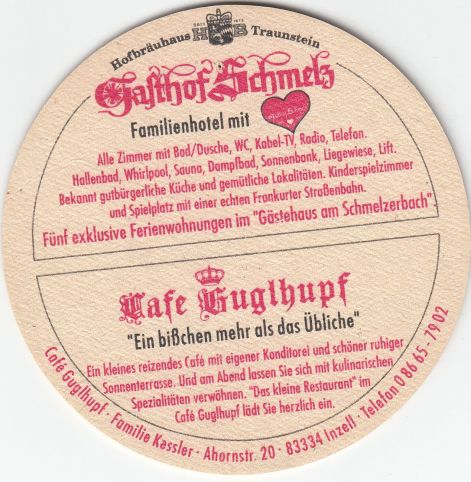 Hofbräuhaus HB Traunstein
SEIT 1612
Gasthof Schmelz
Familienhotel mit
Alle Zimmer mit Bad/Dusche, WC, Kabel-TV, Radio, Telefon.
Hallenbad, Whirlpool, Sauna, Dampfbad, Sonnenbank, Liegewiese, Lift.
Bekannt gutbürgerliche Küche und gemütliche Lokalitäten. Kinderspielzimmer
und Spielplatz mit einer echten Frankurter Straßenbahn.
Fünf exklusive Ferienwohnungen im "Gästehaus am Schmelzerbach".
Cafe Guglhupf
"Ein bißchen mehr als das Übliche"
Ein kleines reizendes Café mit eigener Konditorei und schöner ruhiger
Sonnenterrasse. Und am Abend lassen Sie sich mit kulinarischen
Spezialitäten verwöhnen. "Das kleine Restaurant" im
Café Guglhupf lädt Sie herzlich ein.
Café Guglhupf · Familie Kessler · Ahornstr. 20 · 83334 Inzell · Telefon 0 86 65 - 79 02